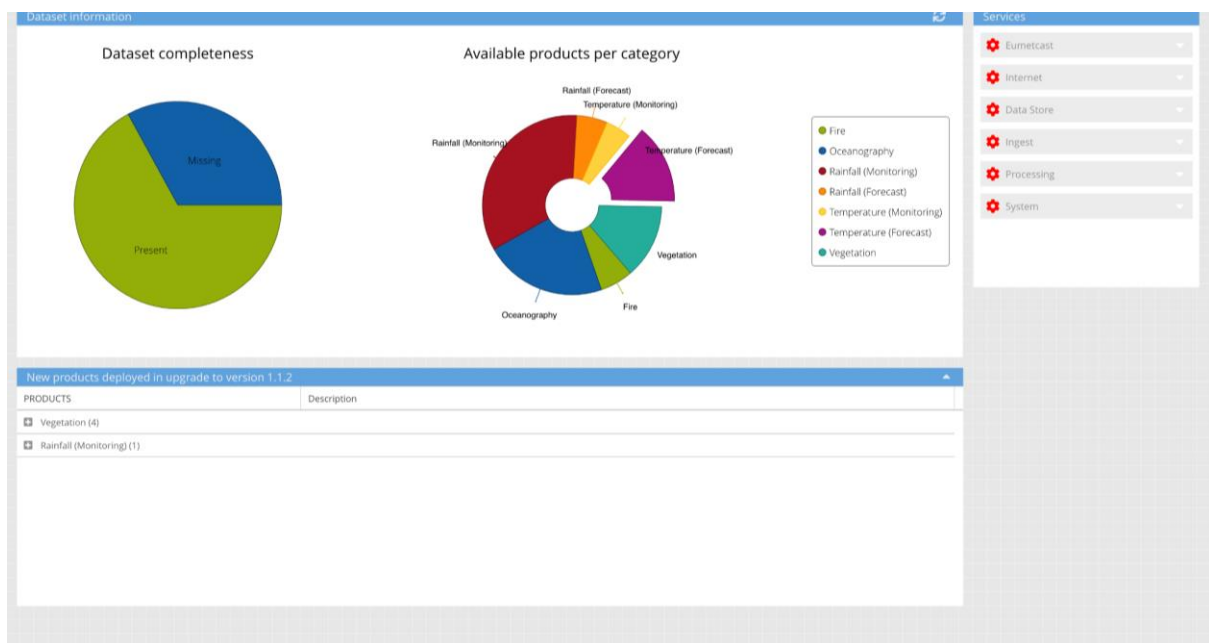 Dataset information
Services
Dataset completeness
Missing
Present
Available products per category
Rainfall (Forecast)
Temperature (Monitoring)
Rainfall (Monitoring)
Temperature (Forecast)
Vegetation
Fire
Oceanography
Fire
Oceanography
Rainfall (Monitoring)
Rainfall (Forecast)
Temperature (Monitoring)
Temperature (Forecast)
Vegetation
Eumetcast
Internet
Data Store
Ingest
Processing
System
New products deployed in upgrade to version 1.1.2
PRODUCTS Description
Vegetation (4)
Rainfall (Monitoring) (1)